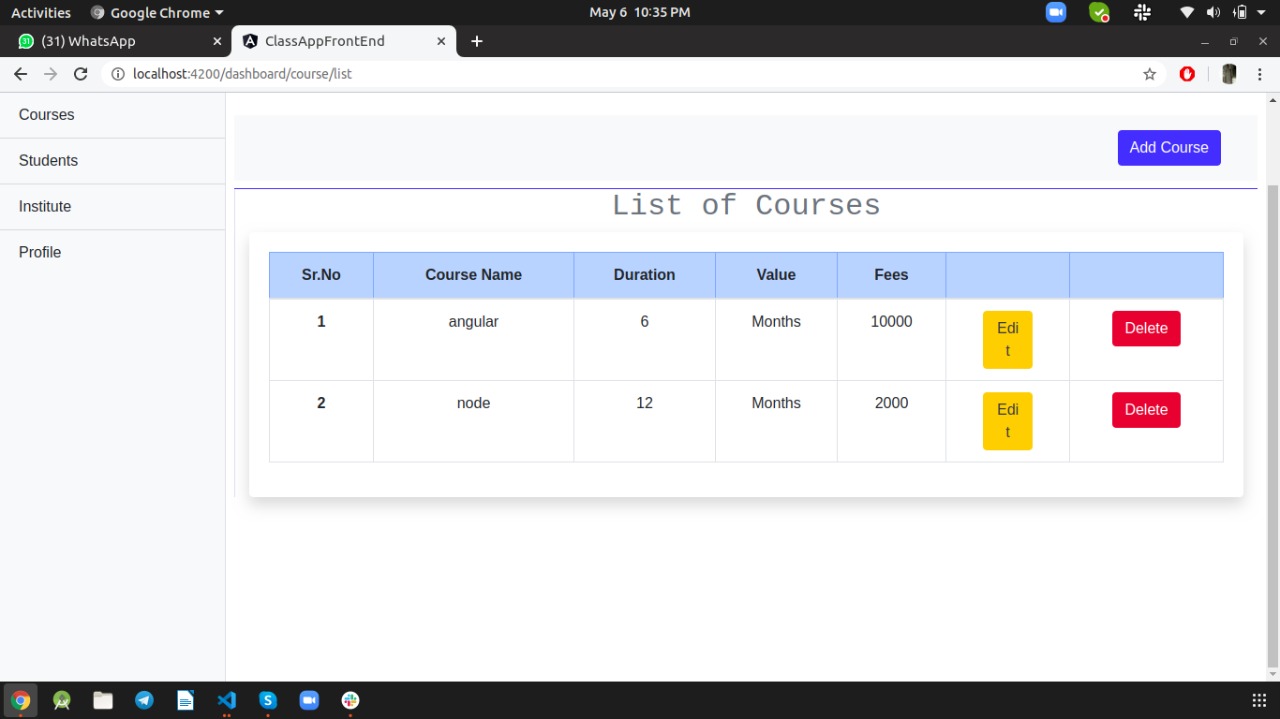 Activities Google Chrome May 6 10:35 PM
(31) WhatsApp ClassAppFrontEnd
localhost:4200/dashboard/course/list
Courses
Students
Institute
Profile
Add Course
List of Courses
Sr.No Course Name Duration Value Fees
1 angular 6 Months 10000 Edi Delete
t
2 node 12 Months 2000 Edi Delete
t